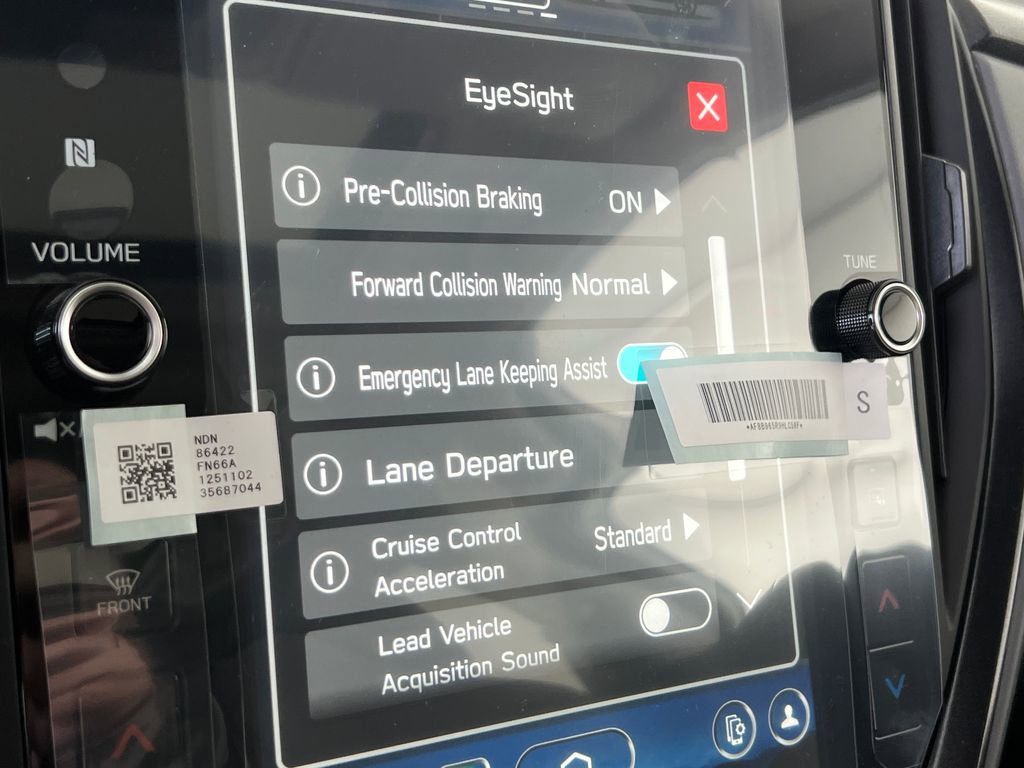 EyeSight
Pre-Collision Braking ON
VOLUME
TUNE
Forward Collision Warning Normal
Emergency Lane Keeping Assist
S
NDN
86422
FN66A
1251102
35687044
Lane Departure
Cruise Control
Acceleration
Standard
FRONT
Lead Vehicle
Acquisition Sound